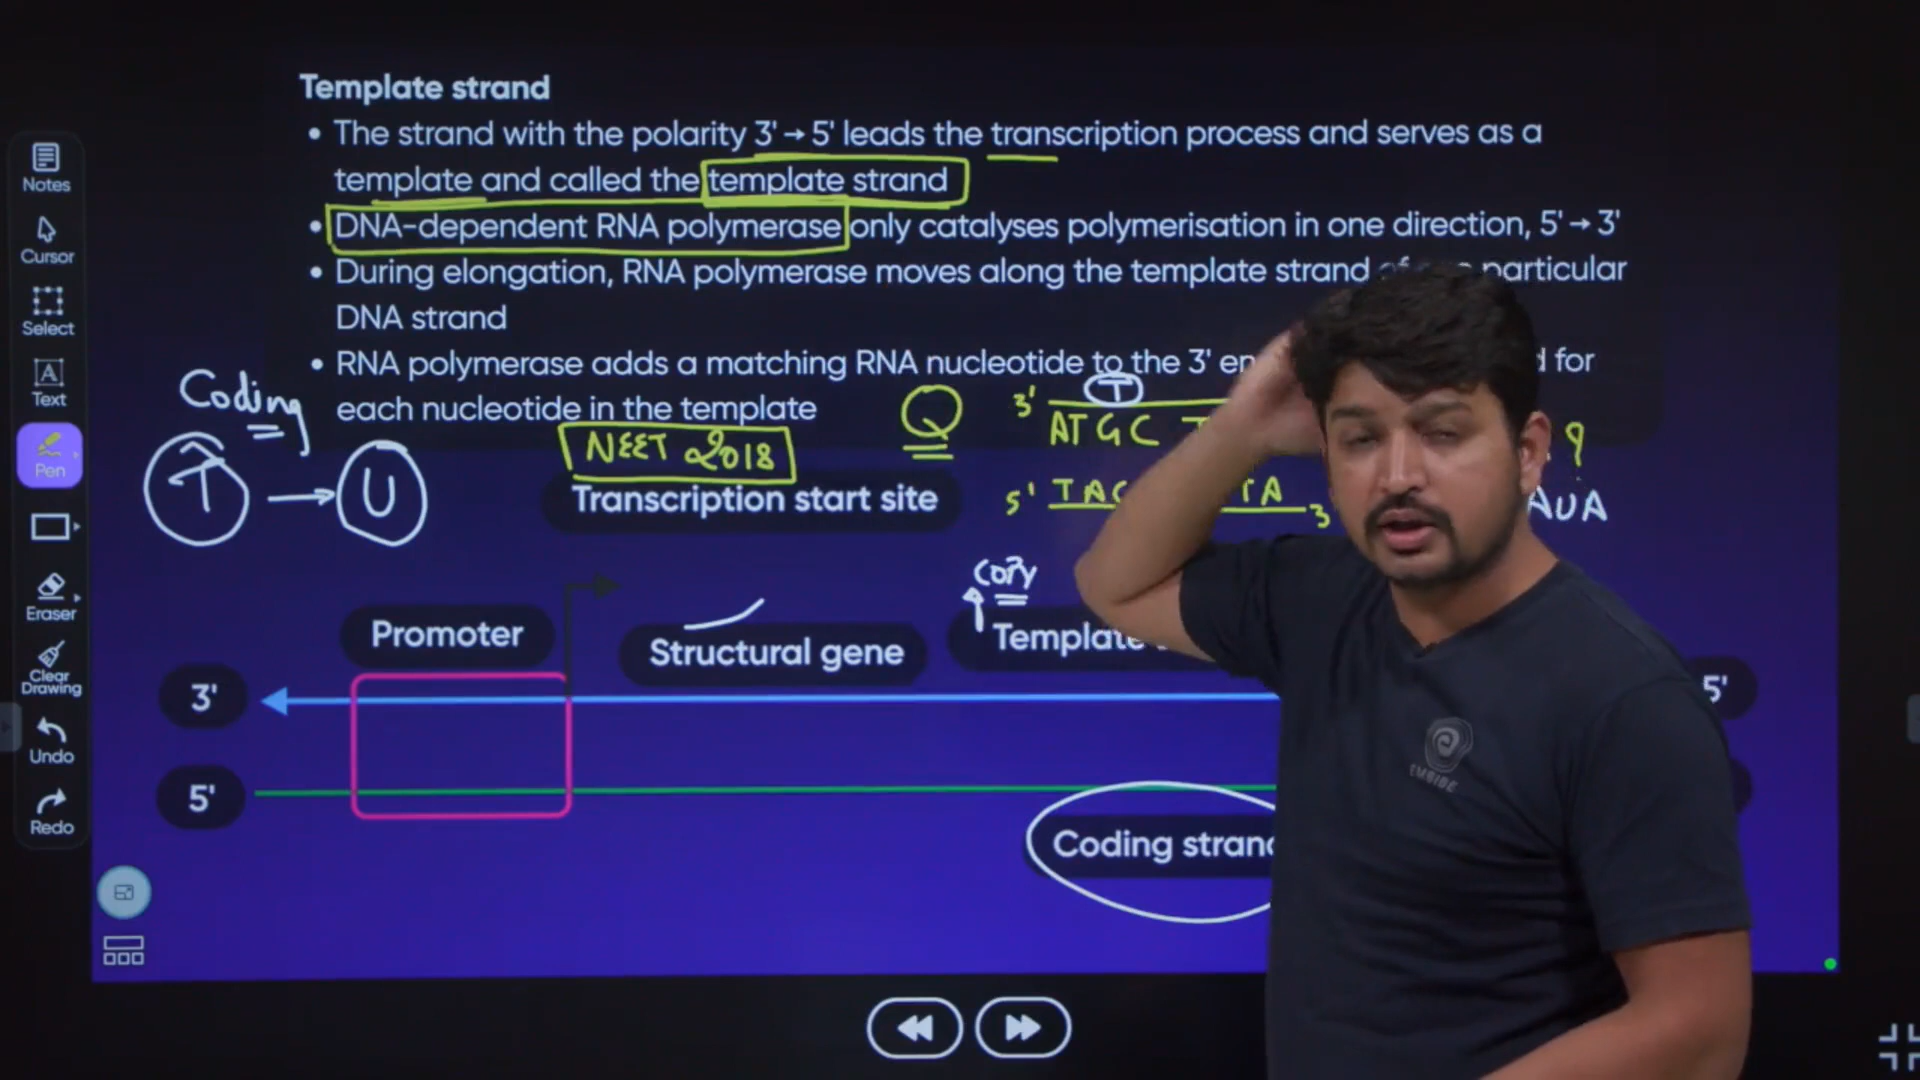 Template strand
• The strand with the polarity 3' → 5' leads the transcription process and serves as a
template and called the template strand
• DNA-dependent RNA polymerase only catalyses polymerisation in one direction, 5' → 3'
• During elongation, RNA polymerase moves along the template strand particular
DNA strand
• RNA polymerase adds a matching RNA nucleotide to the 3' for
each nucleotide in the template
Notes
Cursor
Select
Text
Pen
Eraser
Clear
Drawing
Undo
Redo
Coding
T → U
NEET 2018
Q
3' T
ATGC
?
5' TAC TA 3
AUA
Transcription start site
Copy
Promoter
Structural gene
Template
3'
5'
5'
Coding strand
EMBIBE